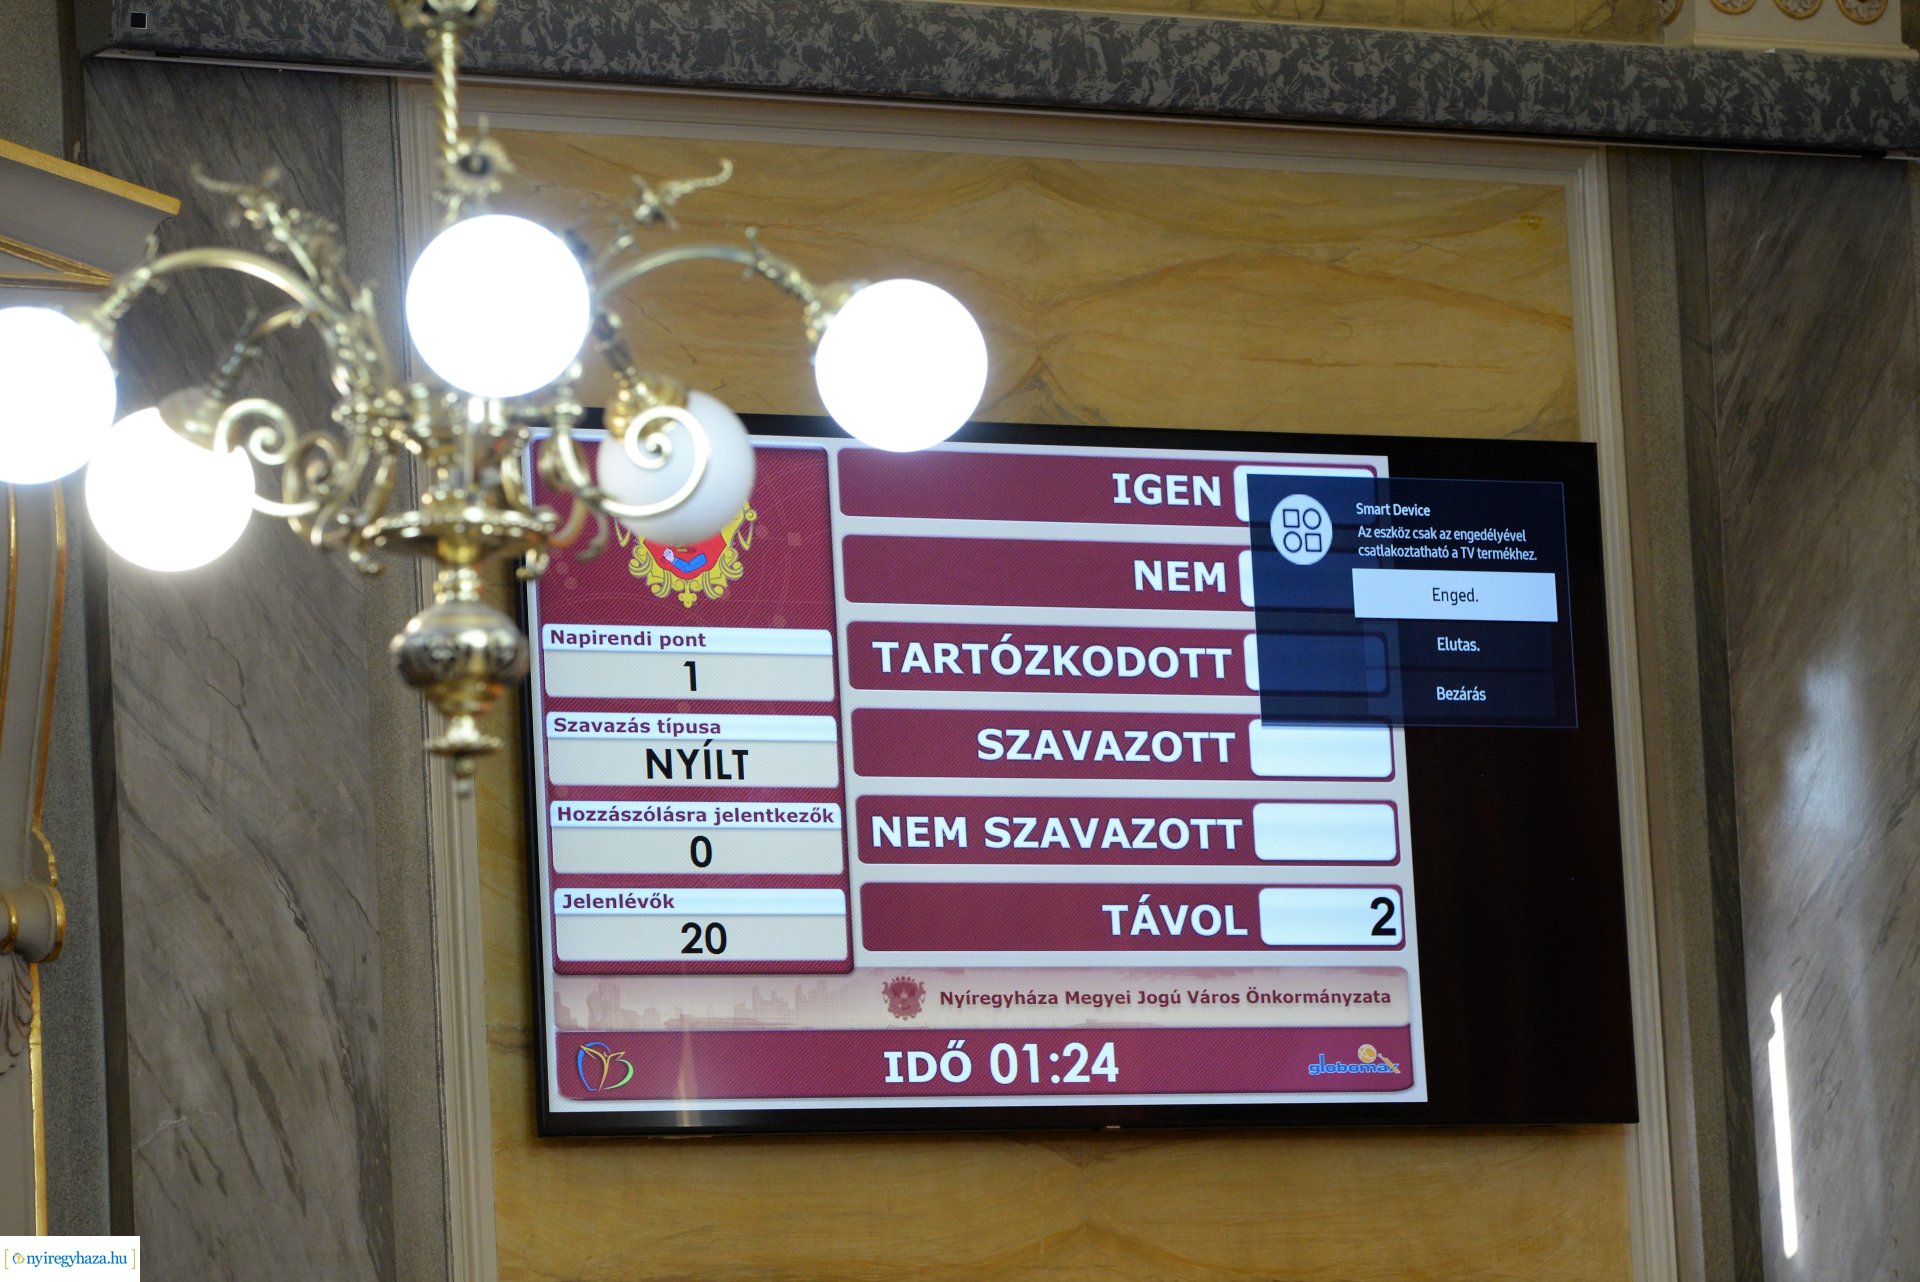 IGEN
NEM
TARTÓZKODOTT
SZAVAZOTT
NEM SZAVAZOTT
TÁVOL 2
Napirendi pont
1
Szavazás típusa
NYÍLT
Hozzászólásra jelentkezők
0
Jelenlévők
20
Smart Device
Az eszköz csak az engedélyével
csatlakoztatható a TV termékhez.
Enged.
Elutas.
Bezárás
Nyíregyháza Megyei Jogú Város Önkormányzata
IDŐ 01:24
globomax
nyiregyhaza.hu